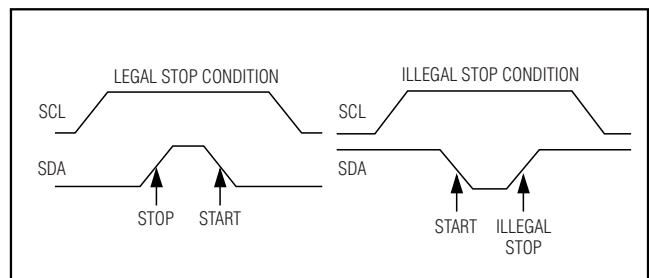 LEGAL STOP CONDITION
SCL
SDA
STOP
START
ILLEGAL STOP CONDITION
SCL
SDA
START
ILLEGAL
STOP